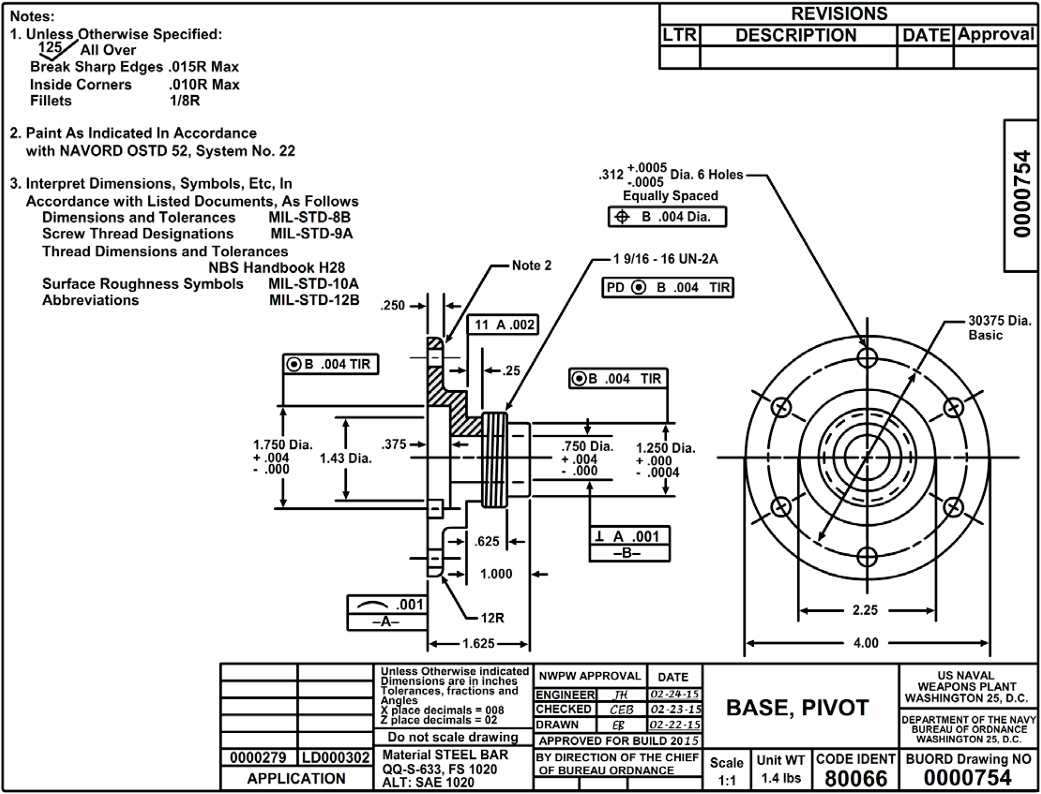 Notes:
1. Unless Otherwise Specified:
125 All Over
Break Sharp Edges .015R Max
Inside Corners .010R Max
Fillets 1/8R
2. Paint As Indicated In Accordance
with NAVORD OSTD 52, System No. 22
3. Interpret Dimensions, Symbols, Etc, In
Accordance with Listed Documents, As Follows
Dimensions and Tolerances MIL-STD-8B
Screw Thread Designations MIL-STD-9A
Thread Dimensions and Tolerances
NBS Handbook H28
Surface Roughness Symbols MIL-STD-10A
Abbreviations MIL-STD-12B
REVISIONS
LTR DESCRIPTION DATE Approval
0000754
.312 +.0005 -.0005 Dia. 6 Holes
Equally Spaced
⌖ B .004 Dia.
1 9/16 - 16 UN-2A
PD ◎ B .004 TIR
Note 2
.250
11 A .002
◎ B .004 TIR
.25
◎ B .004 TIR
30375 Dia.
Basic
1.750 Dia.
+ .004
- .000
1.43 Dia.
.375
.750 Dia.
+ .004
- .000
1.250 Dia.
+ .000
- .0004
⊥ A .001
–B–
.625
1.000
⌒ .001
–A–
12R
1.625
2.25
4.00
0000279 LD000302
APPLICATION
Unless Otherwise indicated
Dimensions are in inches
Tolerances, fractions and
Angles
X place decimals = 008
Z place decimals = 02
Do not scale drawing
Material STEEL BAR
QQ-S-633, FS 1020
ALT: SAE 1020
NWPW APPROVAL DATE
ENGINEER JH 02-24-15
CHECKED CEB 02-23-15
DRAWN EB 02-22-15
APPROVED FOR BUILD 2015
BY DIRECTION OF THE CHIEF
OF BUREAU ORDNANCE
BASE, PIVOT
US NAVAL
WEAPONS PLANT
WASHINGTON 25, D.C.
DEPARTMENT OF THE NAVY
BUREAU OF ORDNANCE
WASHINGTON 25, D.C.
Scale
1:1
Unit WT
1.4 lbs
CODE IDENT
80066
BUORD Drawing NO
0000754